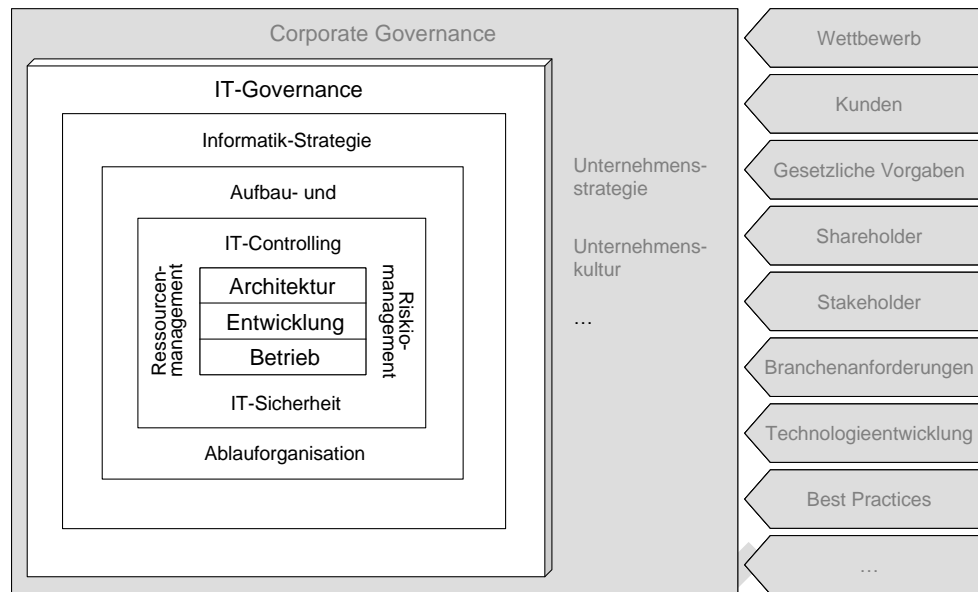 Corporate Governance
IT-Governance
Informatik-Strategie
Aufbau- und
IT-Controlling
Ressourcen-
management
Architektur
Entwicklung
Betrieb
Riskio-
management
IT-Sicherheit
Ablauforganisation
Unternehmens-
strategie
Unternehmens-
kultur
…
Wettbewerb
Kunden
Gesetzliche Vorgaben
Shareholder
Stakeholder
Branchenanforderungen
Technologieentwicklung
Best Practices
…